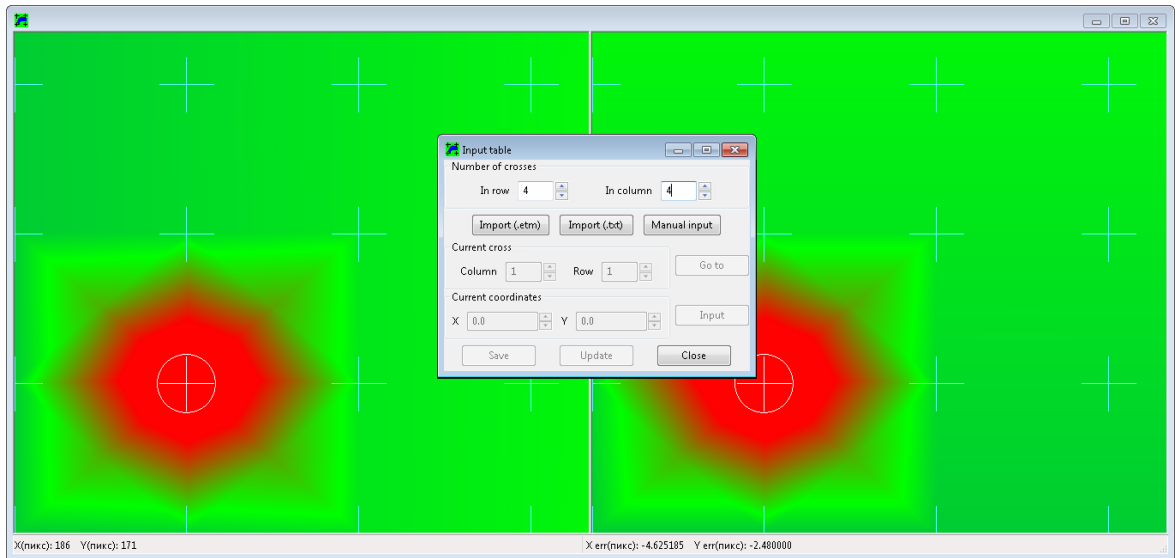 Input table
Number of crosses
In row 4 In column 4
Import (.etm) Import (.txt) Manual input
Current cross
Column 1 Row 1 Go to
Current coordinates
X 0.0 Y 0.0 Input
Save Update Close
X(пикс): 186 Y(пикс): 171 X err(пикс): -4.625185 Y err(пикс): -2.480000